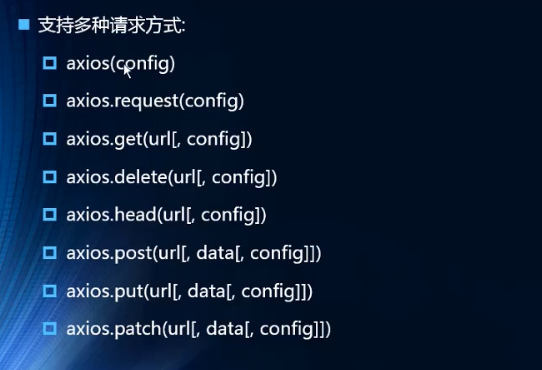 支持多种请求方式:
axios(config)
axios.request(config)
axios.get(url[, config])
axios.delete(url[, config])
axios.head(url[, config])
axios.post(url[, data[, config]])
axios.put(url[, data[, config]])
axios.patch(url[, data[, config]])